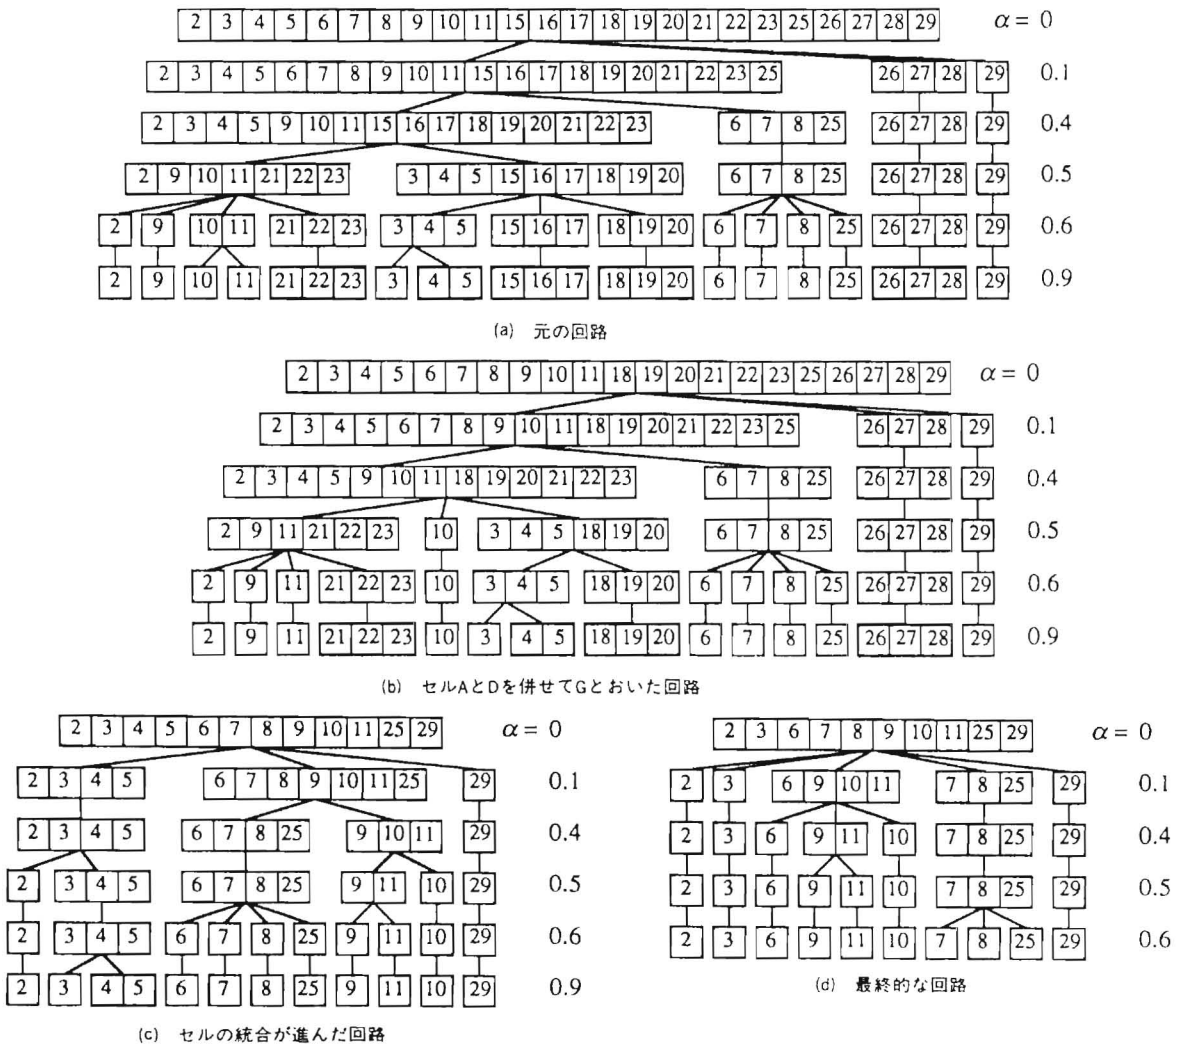 2 3 4 5 6 7 8 9 10 11 15 16 17 18 19 20 21 22 23 25 26 27 28 29 α = 0
2 3 4 5 6 7 8 9 10 11 15 16 17 18 19 20 21 22 23 25 26 27 28 29 0.1
2 3 4 5 9 10 11 15 16 17 18 19 20 21 22 23 6 7 8 25 26 27 28 29 0.4
2 9 10 11 21 22 23 3 4 5 15 16 17 18 19 20 6 7 8 25 26 27 28 29 0.5
2 9 10 11 21 22 23 3 4 5 15 16 17 18 19 20 6 7 8 25 26 27 28 29 0.6
2 9 10 11 21 22 23 3 4 5 15 16 17 18 19 20 6 7 8 25 26 27 28 29 0.9
(a) 元の回路
2 3 4 5 6 7 8 9 10 11 18 19 20 21 22 23 25 26 27 28 29 α = 0
2 3 4 5 6 7 8 9 10 11 18 19 20 21 22 23 25 26 27 28 29 0.1
2 3 4 5 9 10 11 18 19 20 21 22 23 6 7 8 25 26 27 28 29 0.4
2 9 11 21 22 23 10 3 4 5 18 19 20 6 7 8 25 26 27 28 29 0.5
2 9 11 21 22 23 10 3 4 5 18 19 20 6 7 8 25 26 27 28 29 0.6
2 9 11 21 22 23 10 3 4 5 18 19 20 6 7 8 25 26 27 28 29 0.9
(b) セルAとDを併せてGとおいた回路
2 3 4 5 6 7 8 9 10 11 25 29 α = 0
2 3 4 5 6 7 8 9 10 11 25 29 0.1
2 3 4 5 6 7 8 25 9 10 11 29 0.4
2 3 4 5 6 7 8 25 9 11 10 29 0.5
2 3 4 5 6 7 8 25 9 11 10 29 0.6
2 3 4 5 6 7 8 25 9 11 10 29 0.9
(c) セルの統合が進んだ回路
2 3 6 7 8 9 10 11 25 29 α = 0
2 3 6 9 10 11 7 8 25 29 0.1
2 3 6 9 11 10 7 8 25 29 0.4
2 3 6 9 11 10 7 8 25 29 0.5
2 3 6 9 11 10 7 8 25 29 0.6
(d) 最終的な回路